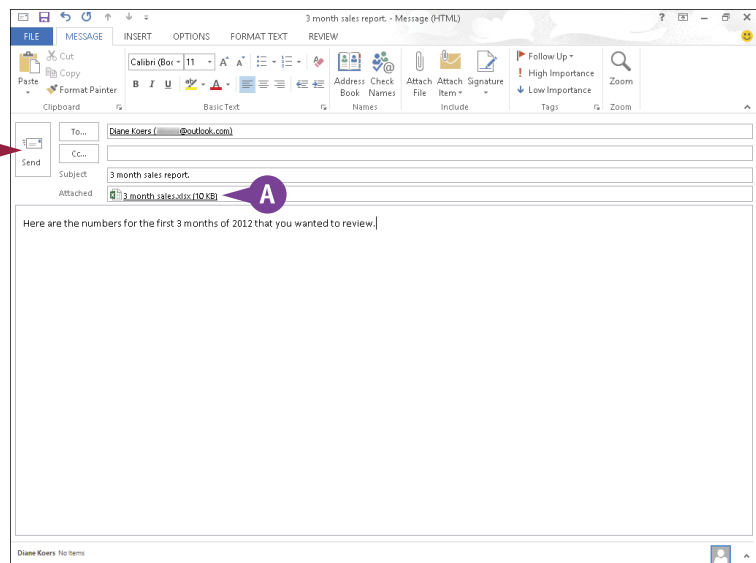 3 month sales report. - Message (HTML)
FILE MESSAGE INSERT OPTIONS FORMAT TEXT REVIEW
Paste
Cut
Copy
Format Painter
Clipboard
Calibri (Boc 11
B I U
Basic Text
Address Book
Check Names
Names
Attach File
Attach Item
Signature
Include
Follow Up
High Importance
Low Importance
Tags
Zoom
Zoom
Send
To...
Diane Koers ( @outlook.com)
Cc...
Subject
3 month sales report.
Attached
3 month sales.xlsx (10 KB)
A
Here are the numbers for the first 3 months of 2012 that you wanted to review.
Diane Koers No Items